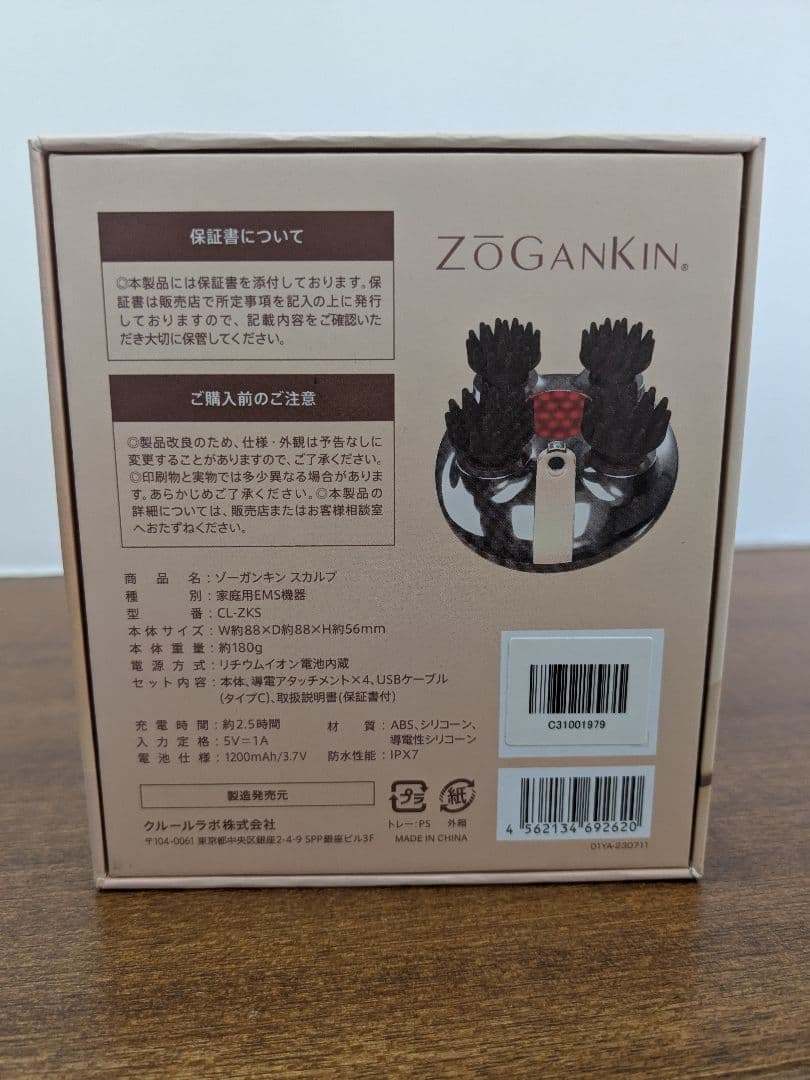 保証書について
◎本製品には保証書を添付しております。保
証書は販売店で所定事項を記入の上に発行
しておりますので、記載内容をご確認いた
だき大切に保管してください。
ご購入前のご注意
◎製品改良のため、仕様・外観は予告なしに
変更することがありますので、ご了承ください。
◎印刷物と実物では多少異なる場合がありま
す。あらかじめご了承ください。◎本製品の
詳細については、販売店またはお客様相談室
へおたずねください。
ZōGANKIN®
商品名:ゾーガンキン スカルプ
種別:家庭用EMS機器
型番:CL-ZKS
本体サイズ:W約88×D約88×H約56mm
本体重量:約180g
電源方式:リチウムイオン電池内蔵
セット内容:本体、導電アタッチメント×4、USBケーブル
(タイプC)、取扱説明書(保証書付)
充電時間:約2.5時間
入力定格:5V=1A
電池仕様:1200mAh/3.7V
材質:ABS、シリコーン、
導電性シリコーン
防水性能:IPX7
製造発売元
クルールラボ株式会社
〒104-0061 東京都中央区銀座2-4-9 SPP銀座ビル3F
プラ
トレー:PS
紙
外箱
MADE IN CHINA
C31001979
4 562134 692620
01YA-230711